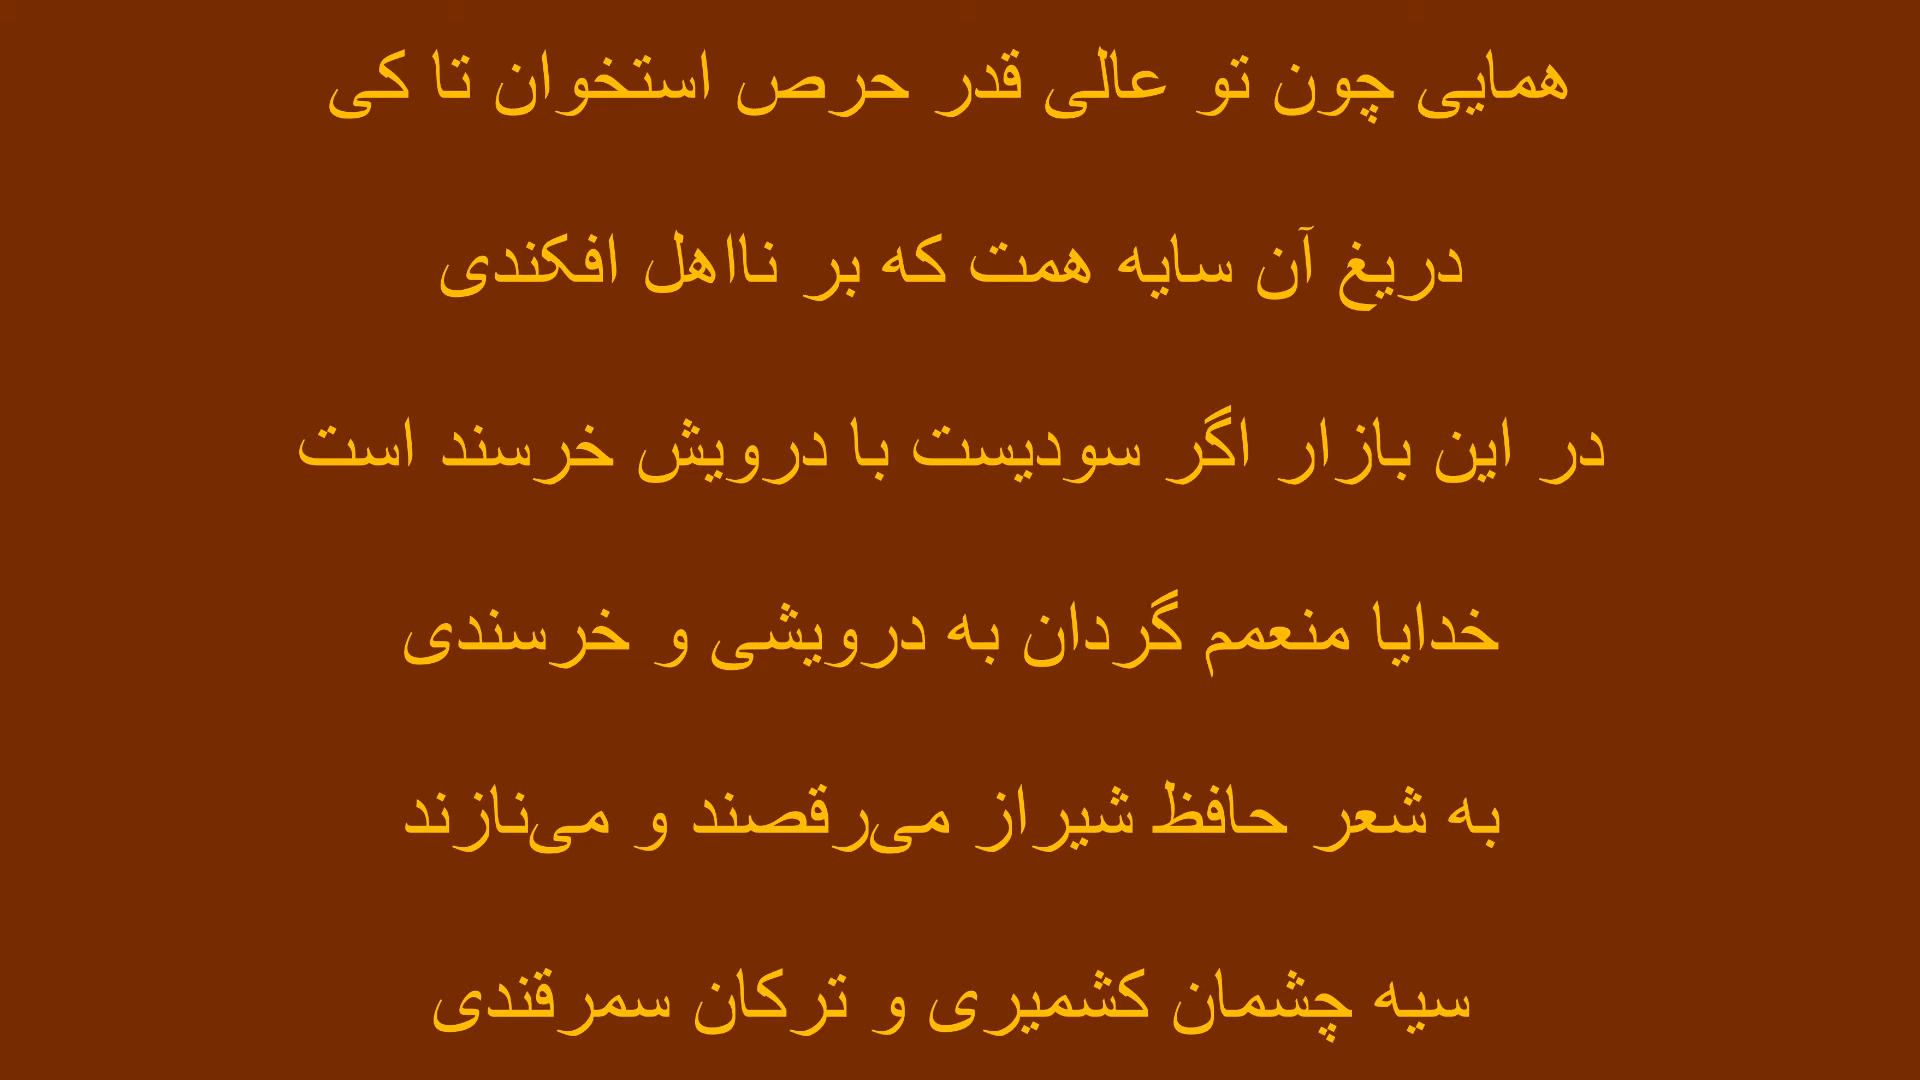 همایی چون تو عالی قدر حرص استخوان تا کی
دریغ آن سایه همت که بر نااهل افکندی
در این بازار اگر سودیست با درویش خرسند است
خدایا منعمم گردان به درویشی و خرسندی
به شعر حافظ شیراز می‌رقصند و می‌نازند
سیه چشمان کشمیری و ترکان سمرقندی